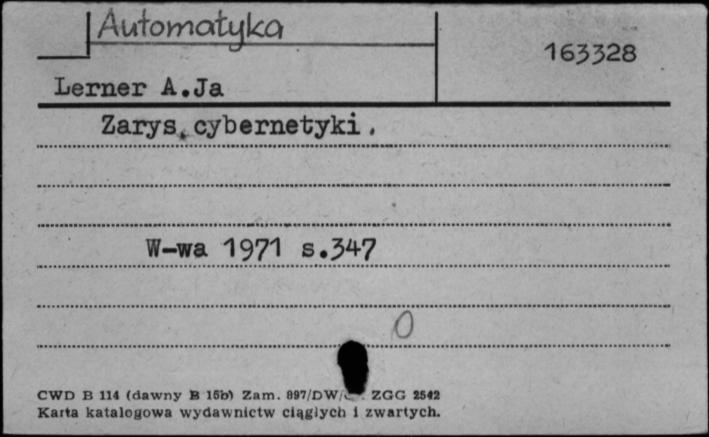 Automatyka
163328
Lerner A.Ja
Zarys cybernetyki.
W-wa 1971 s.347
0
CWD B 114 (dawny B 15b) Zam. 897/DW/ ZGG 2542
Karta katalogowa wydawnictw ciągłych i zwartych.